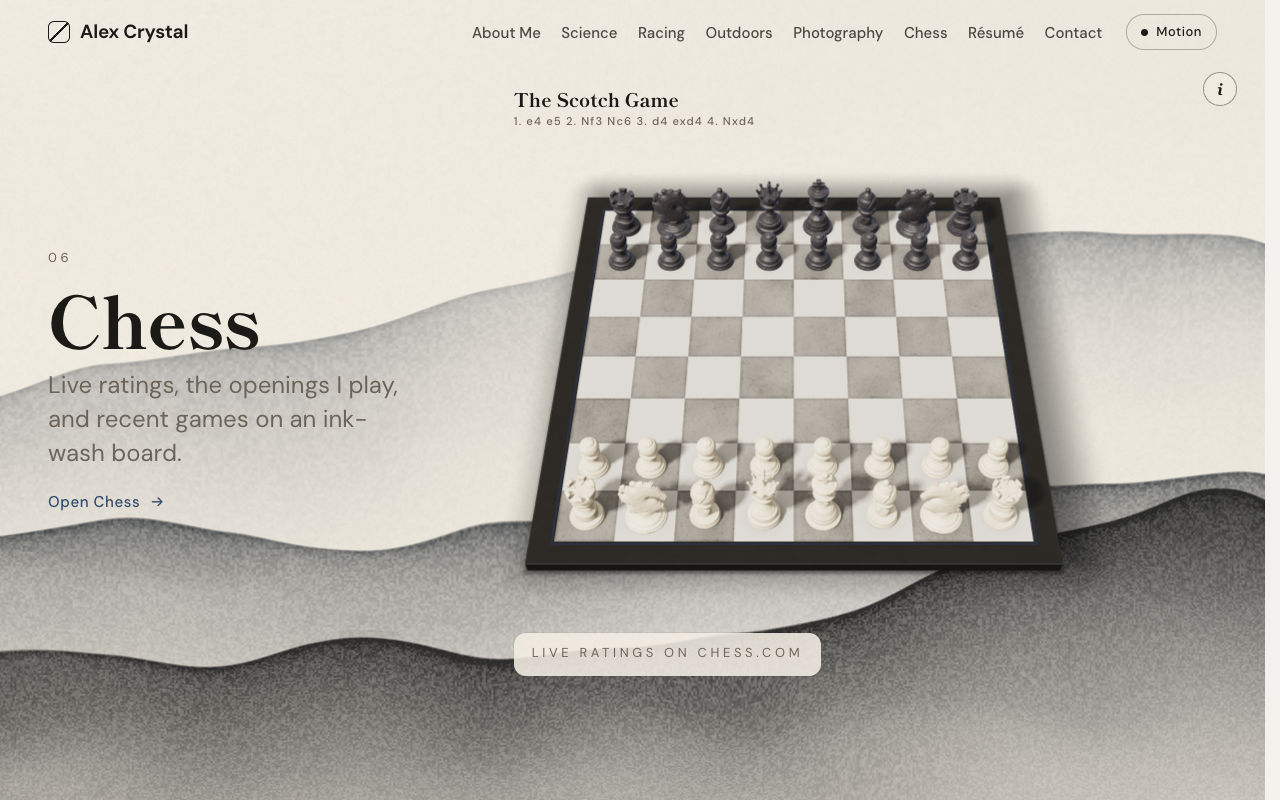 Alex Crystal
About Me Science Racing Outdoors Photography Chess Résumé Contact Motion
i
The Scotch Game
1. e4 e5 2. Nf3 Nc6 3. d4 exd4 4. Nxd4
06
Chess
Live ratings, the openings I play,
and recent games on an ink-
wash board.
Open Chess →
LIVE RATINGS ON CHESS.COM